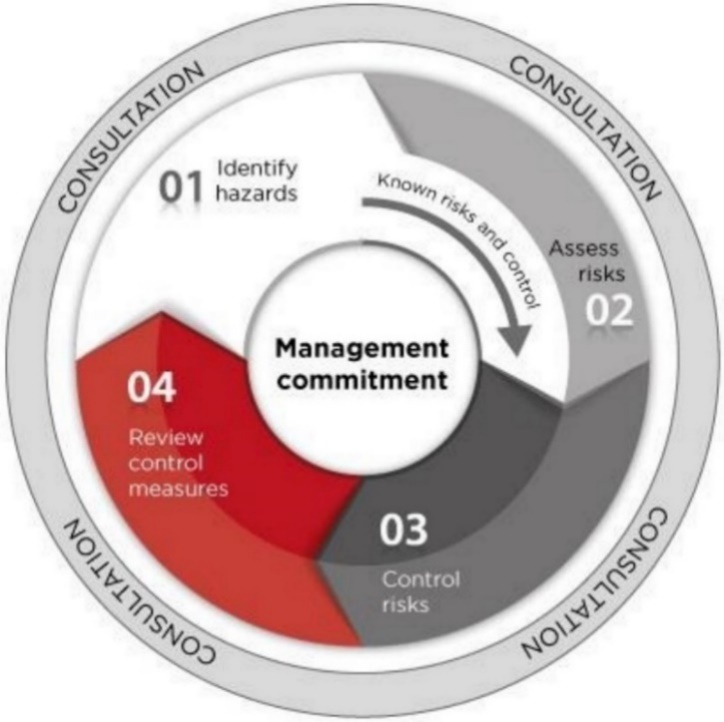 CONSULTATION
CONSULTATION
01
Identify
hazards
Known risks and control
Assess
risks
02
Management
commitment
04
Review
control
measures
03
Control
risks
CONSULTATION
CONSULTATION